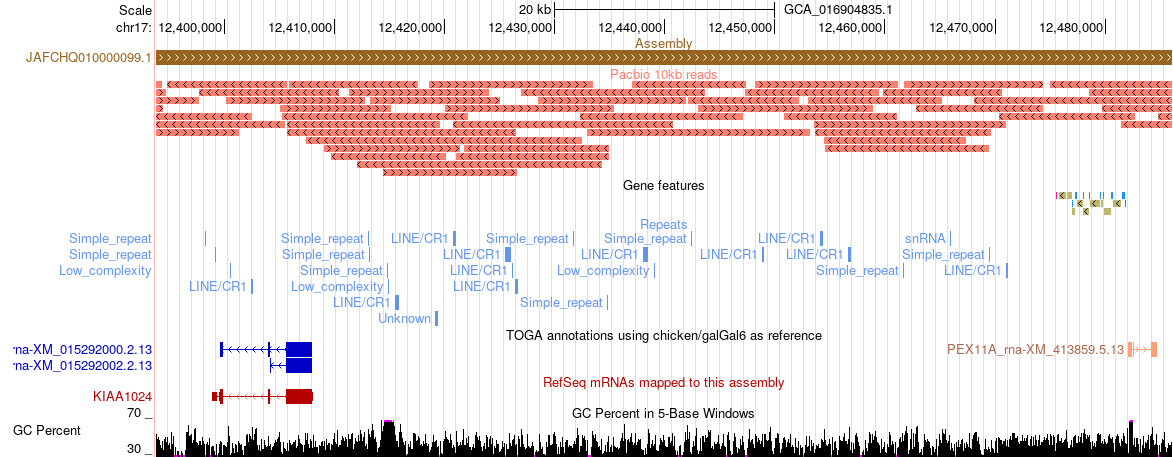 Scale 20 kb GCA_016904835.1
chr17: 12,400,000 12,410,000 12,420,000 12,430,000 12,440,000 12,450,000 12,460,000 12,470,000 12,480,000
Assembly
JAFCHQ010000099.1
Pacbio 10kb reads
Gene features
Repeats
Simple_repeat Simple_repeat LINE/CR1 Simple_repeat Simple_repeat LINE/CR1 snRNA
Simple_repeat Simple_repeat LINE/CR1 LINE/CR1 LINE/CR1 LINE/CR1 Simple_repeat
Low_complexity Simple_repeat LINE/CR1 Low_complexity Simple_repeat LINE/CR1
LINE/CR1 Low_complexity LINE/CR1
LINE/CR1 Simple_repeat
Unknown
TOGA annotations using chicken/galGal6 as reference
rna-XM_015292000.2.13 PEX11A_rna-XM_413859.5.13
rna-XM_015292002.2.13
RefSeq mRNAs mapped to this assembly
KIAA1024
70 _ GC Percent in 5-Base Windows
GC Percent
30 _